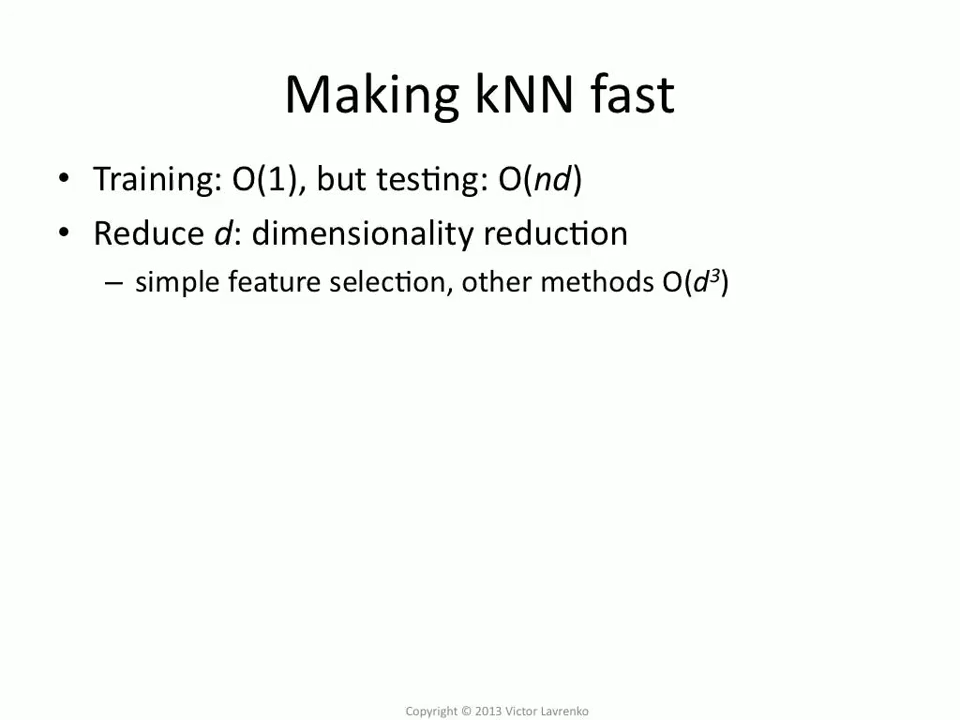 Making kNN fast
• Training: O(1), but testing: O(nd)
• Reduce d: dimensionality reduction
– simple feature selection, other methods O(d³)
Copyright © 2013 Victor Lavrenko